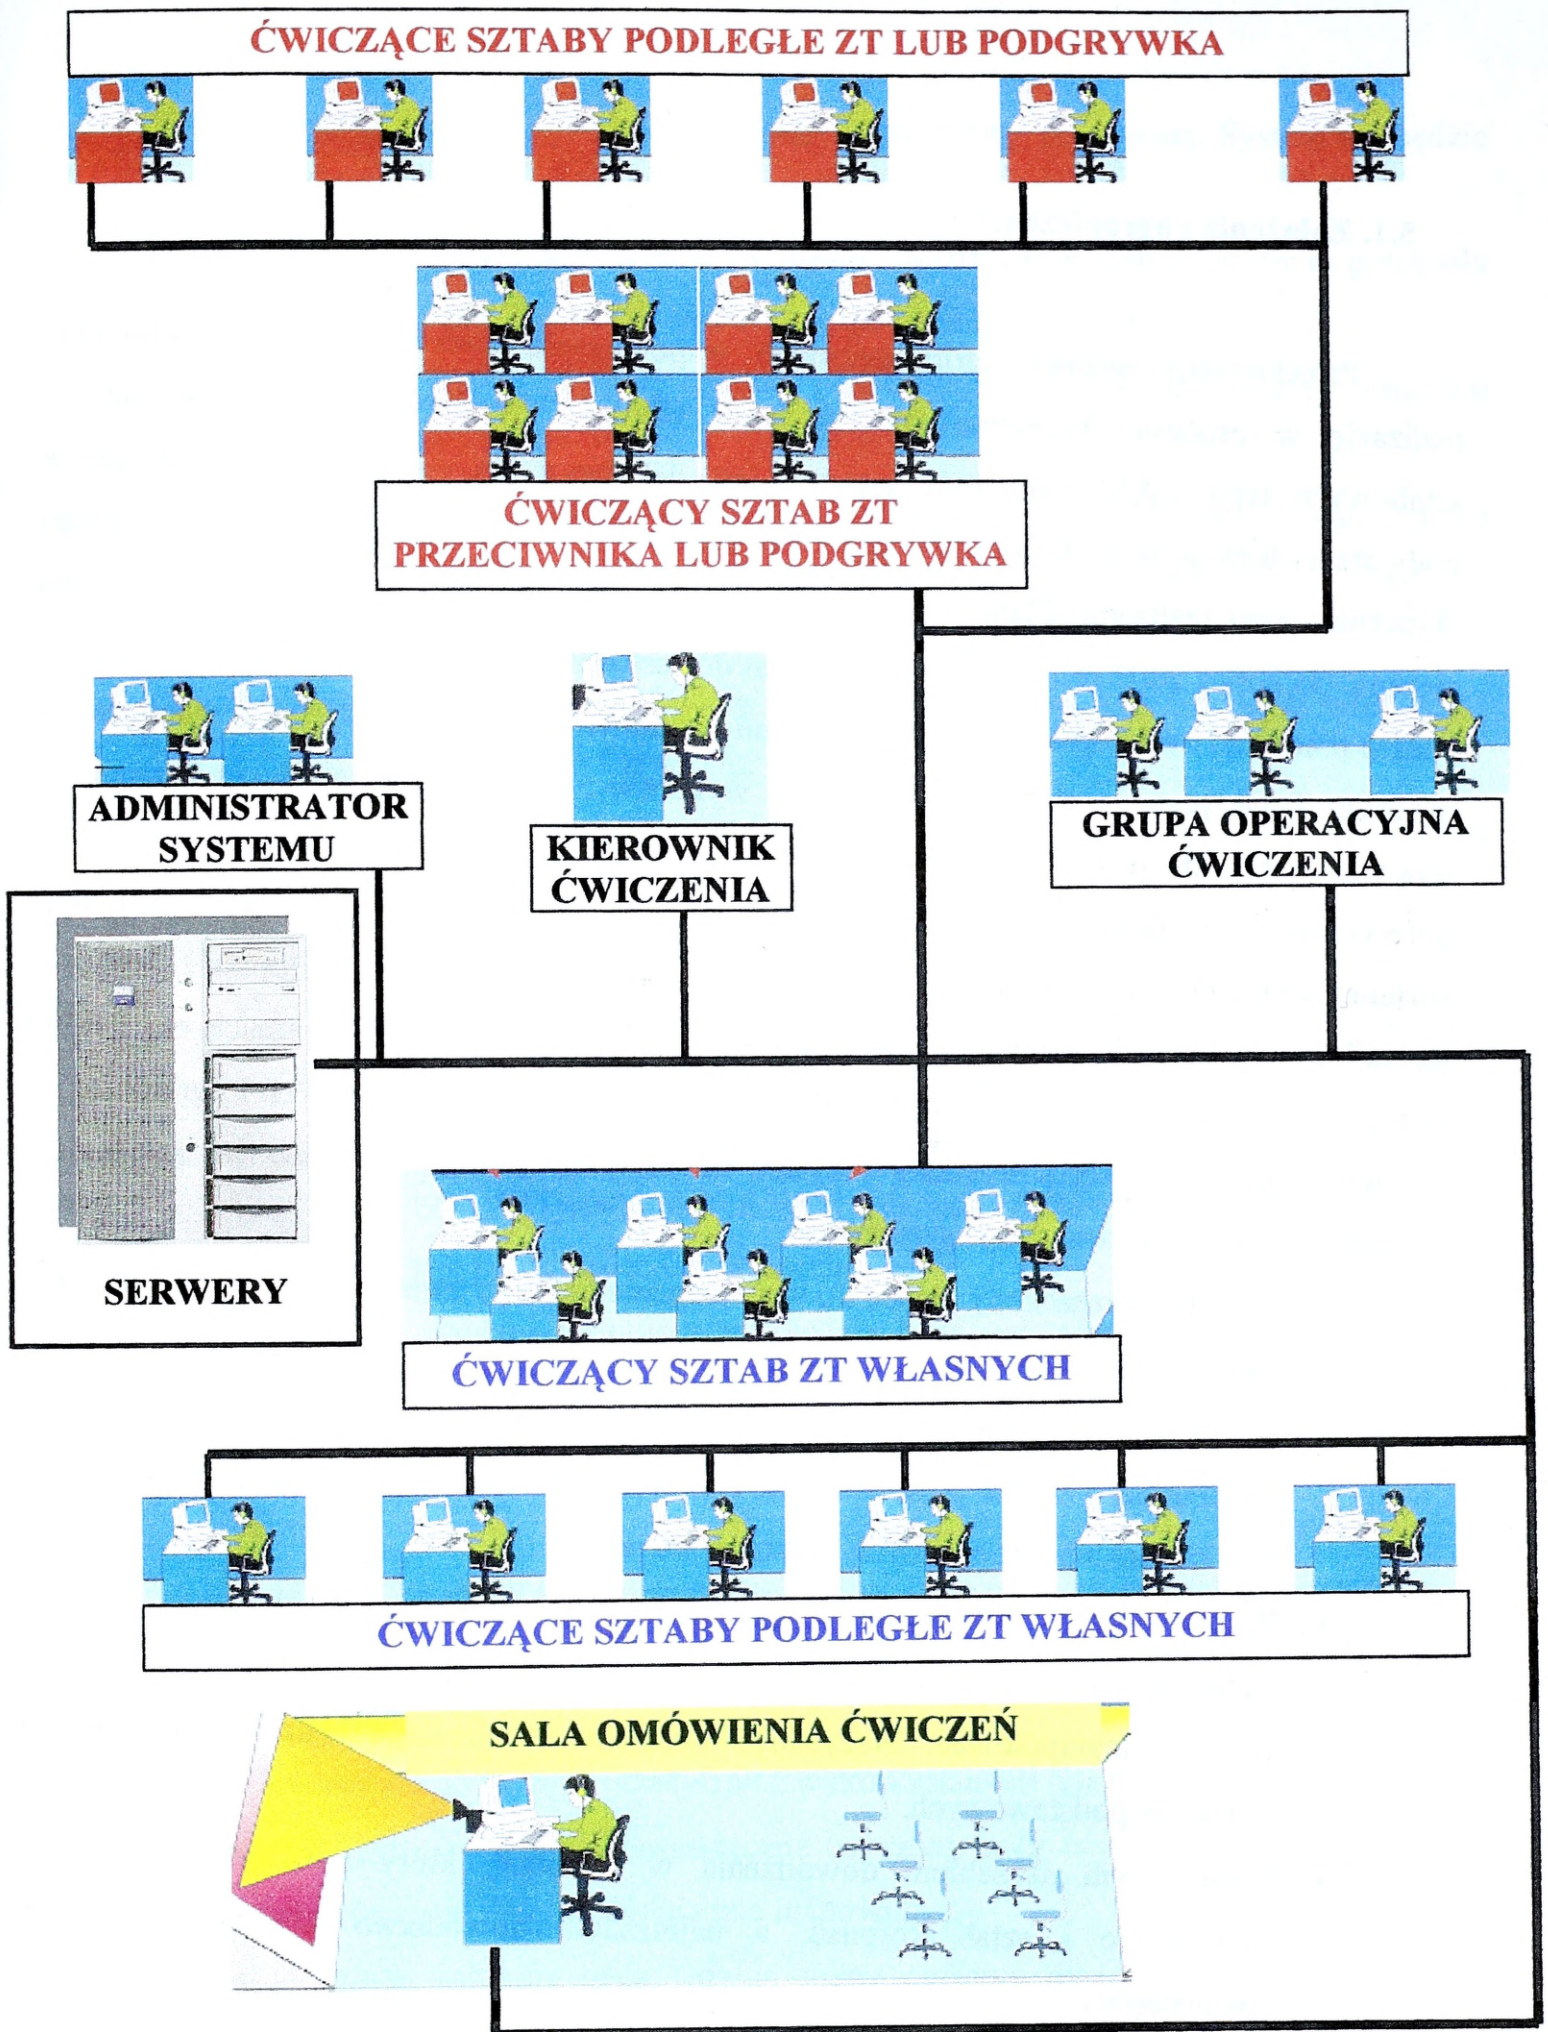 ĆWICZĄCE SZTABY PODLEGŁE ZT LUB PODGRYWKA
ĆWICZĄCY SZTAB ZT
PRZECIWNIKA LUB PODGRYWKA
ADMINISTRATOR
SYSTEMU
KIEROWNIK
ĆWICZENIA
GRUPA OPERACYJNA
ĆWICZENIA
SERWERY
ĆWICZĄCY SZTAB ZT WŁASNYCH
ĆWICZĄCE SZTABY PODLEGŁE ZT WŁASNYCH
SALA OMÓWIENIA ĆWICZEŃ